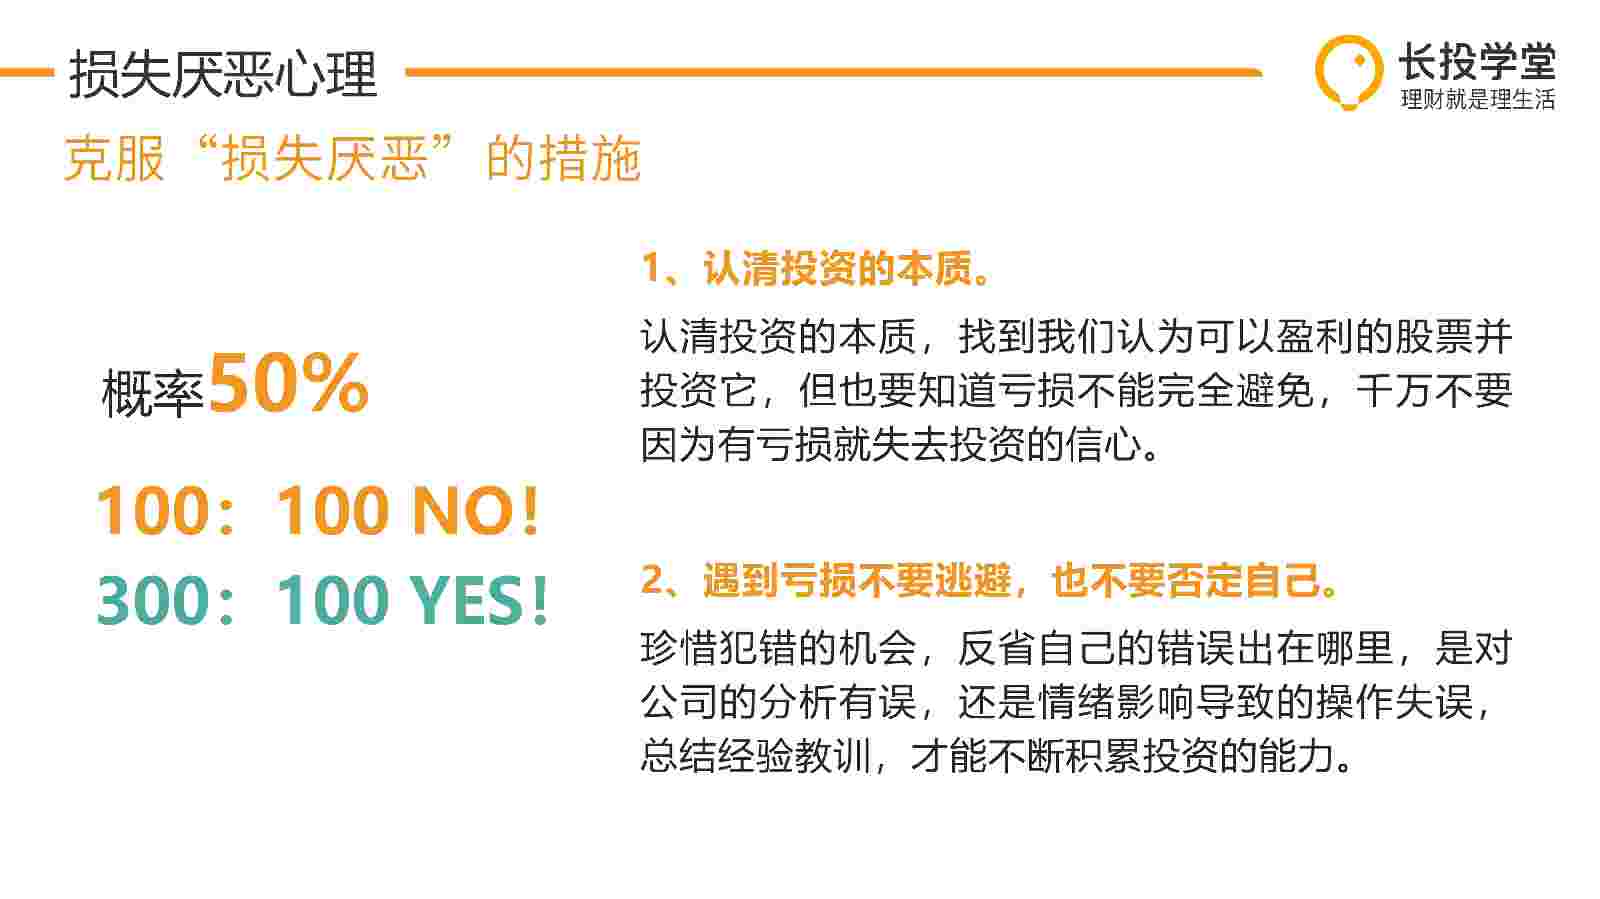 损失厌恶心理
长投学堂
理财就是理生活
克服“损失厌恶”的措施
概率50%
100：100 NO！
300：100 YES！
1、认清投资的本质。
认清投资的本质，找到我们认为可以盈利的股票并
投资它，但也要知道亏损不能完全避免，千万不要
因为有亏损就失去投资的信心。
2、遇到亏损不要逃避，也不要否定自己。
珍惜犯错的机会，反省自己的错误出在哪里，是对
公司的分析有误，还是情绪影响导致的操作失误，
总结经验教训，才能不断积累投资的能力。